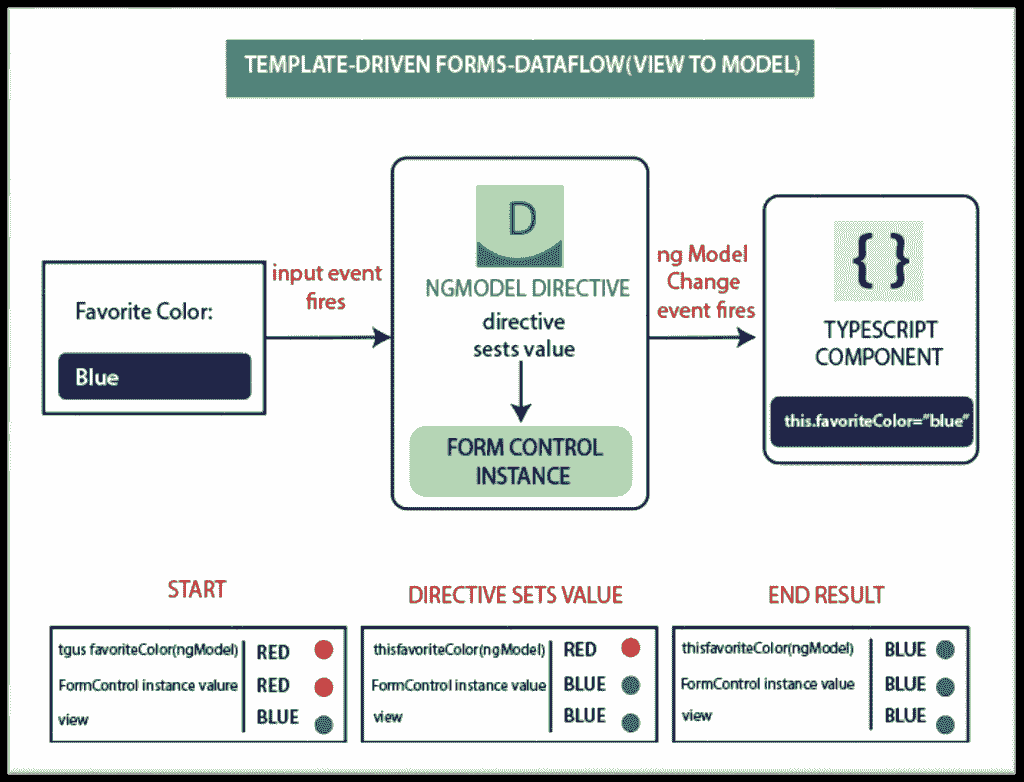 TEMPLATE-DRIVEN FORMS-DATAFLOW(VIEW TO MODEL)
Favorite Color:
Blue
input event
fires
D
NGMODEL DIRECTIVE
directive
sests value
FORM CONTROL
INSTANCE
ng Model
Change
event fires
{ }
TYPESCRIPT
COMPONENT
this.favoriteColor="blue"
START
tgus favoriteColor(ngModel) RED
FormControl instance valure RED
view BLUE
DIRECTIVE SETS VALUE
thisfavoriteColor(ngModel) RED
FormControl instance value BLUE
view BLUE
END RESULT
thisfavoriteColor(ngModel) BLUE
FormControl instance value BLUE
view BLUE